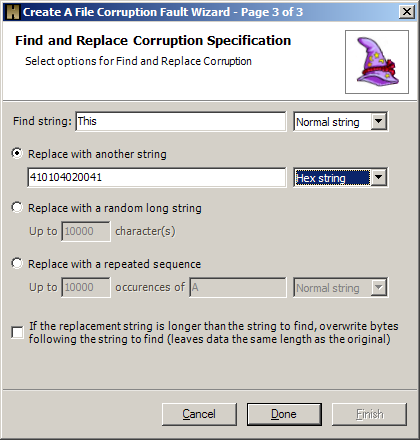 Create A File Corruption Fault Wizard - Page 3 of 3
Find and Replace Corruption Specification
Select options for Find and Replace Corruption
Find string: This Normal string
Replace with another string
410104020041 Hex string
Replace with a random long string
Up to 10000 character(s)
Replace with a repeated sequence
Up to 10000 occurences of A Normal string
If the replacement string is longer than the string to find, overwrite bytes
following the string to find (leaves data the same length as the original)
Cancel Done Finish